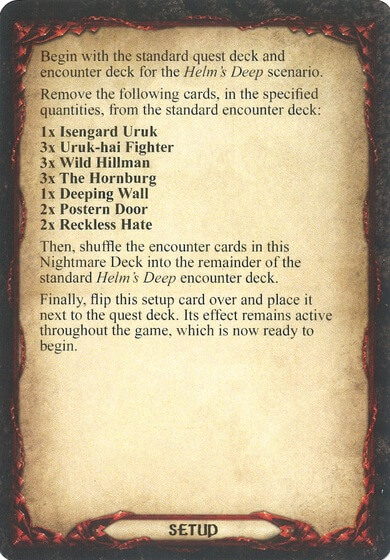 Begin with the standard quest deck and
encounter deck for the Helm's Deep scenario.
Remove the following cards, in the specified
quantities, from the standard encounter deck:
1x Isengard Uruk
3x Uruk-hai Fighter
3x Wild Hillman
3x The Hornburg
1x Deeping Wall
2x Postern Door
2x Reckless Hate
Then, shuffle the encounter cards in this
Nightmare Deck into the remainder of the
standard Helm's Deep encounter deck.
Finally, flip this setup card over and place it
next to the quest deck. Its effect remains active
throughout the game, which is now ready to
begin.
SETUP